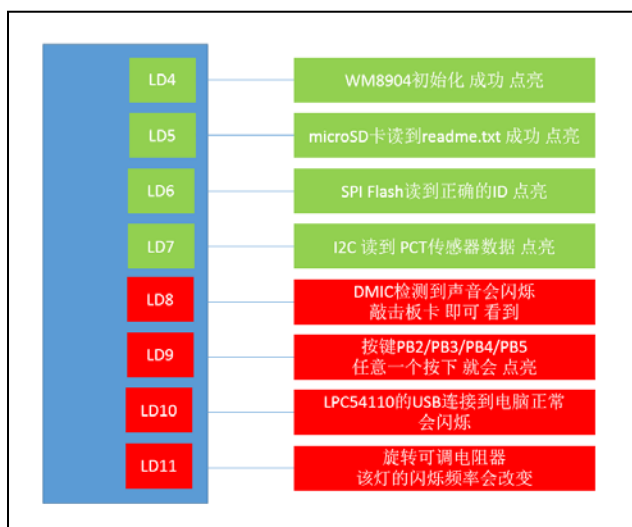 LD4
WM8904初始化 成功 点亮
LD5
microSD卡读到readme.txt 成功 点亮
LD6
SPI Flash读到正确的ID 点亮
LD7
I2C 读到 PCT传感器数据 点亮
LD8
DMIC检测到声音会闪烁
敲击板卡 即可 看到
LD9
按键PB2/PB3/PB4/PB5
任意一个按下 就会 点亮
LD10
LPC54110的USB连接到电脑正常
会闪烁
LD11
旋转可调电阻器
该灯的闪烁频率会改变